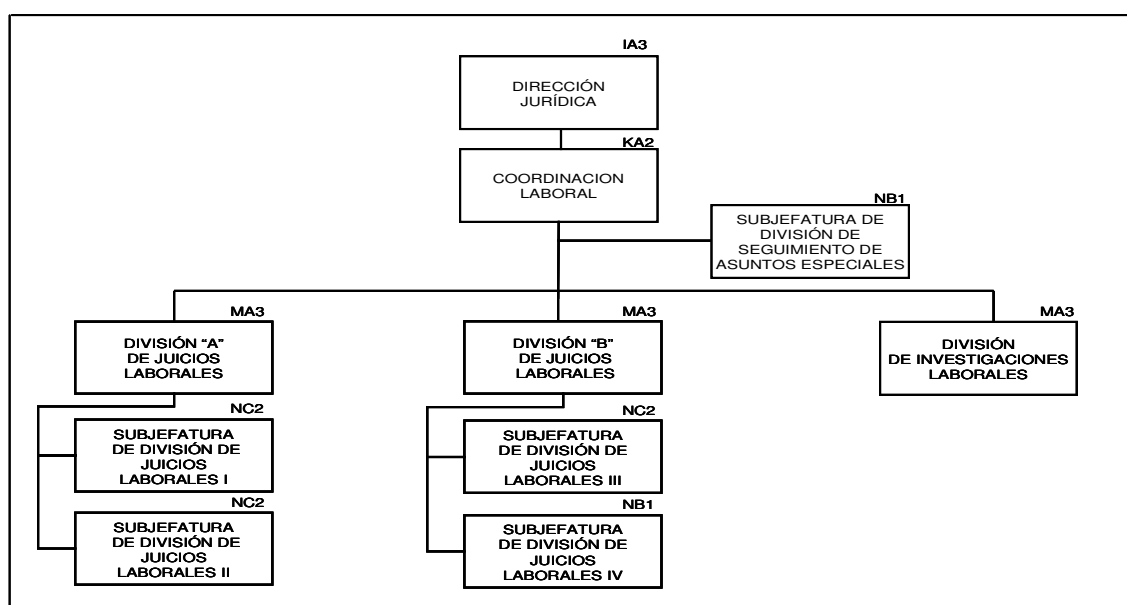 IA3
DIRECCIÓN
JURÍDICA
KA2
COORDINACION
LABORAL
NB1
SUBJEFATURA DE
DIVISIÓN DE
SEGUIMIENTO DE
ASUNTOS ESPECIALES
MA3
DIVISIÓN “A”
DE JUICIOS
LABORALES
NC2
SUBJEFATURA
DE DIVISIÓN DE
JUICIOS
LABORALES I
NC2
SUBJEFATURA
DE DIVISIÓN DE
JUICIOS
LABORALES II
MA3
DIVISIÓN “B”
DE JUICIOS
LABORALES
NC2
SUBJEFATURA
DE DIVISIÓN DE
JUICIOS
LABORALES III
NB1
SUBJEFATURA
DE DIVISIÓN DE
JUICIOS
LABORALES IV
MA3
DIVISIÓN
DE INVESTIGACIONES
LABORALES